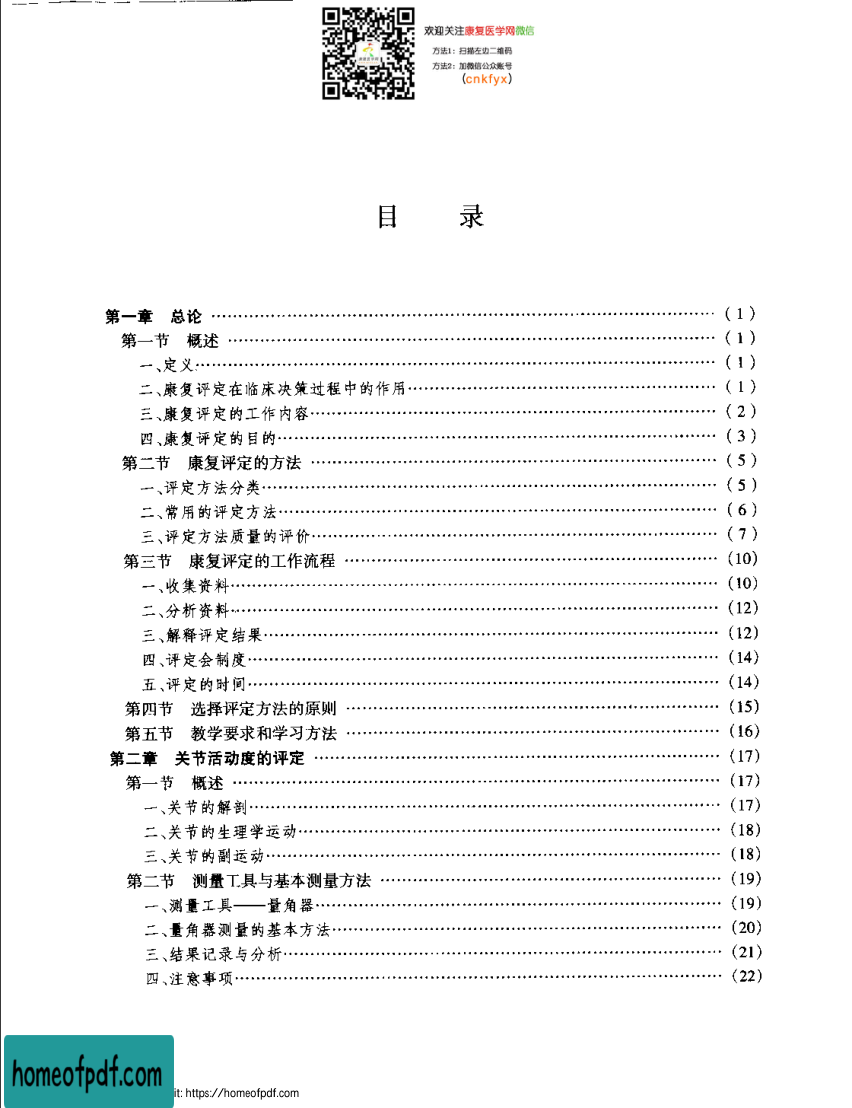 欢迎关注康复医学网微信
方法1：扫描左边二维码
方法2：加微信公众账号
(cnkfyx)
目 录
第一章 总论 …………………………………………………… (1)
第一节 概述 …………………………………………………… (1)
一、定义…………………………………………………… (1)
二、康复评定在临床决策过程中的作用…………………………………… (1)
三、康复评定的工作内容…………………………………………… (2)
四、康复评定的目的……………………………………………… (3)
第二节 康复评定的方法 …………………………………………… (5)
一、评定方法分类………………………………………………… (5)
二、常用的评定方法……………………………………………… (6)
三、评定方法质量的评价…………………………………………… (7)
第三节 康复评定的工作流程 ………………………………………… (10)
一、收集资料…………………………………………………… (10)
二、分析资料…………………………………………………… (12)
三、解释评定结果………………………………………………… (12)
四、评定会制度………………………………………………… (14)
五、评定的时间………………………………………………… (14)
第四节 选择评定方法的原则 ………………………………………… (15)
第五节 教学要求和学习方法 ………………………………………… (16)
第二章 关节活动度的评定 …………………………………………… (17)
第一节 概述 …………………………………………………… (17)
一、关节的解剖………………………………………………… (17)
二、关节的生理学运动……………………………………………… (18)
三、关节的副运动………………………………………………… (18)
第二节 测量工具与基本测量方法 ……………………………………… (19)
一、测量工具——量角器…………………………………………… (19)
二、量角器测量的基本方法………………………………………… (20)
三、结果记录与分析……………………………………………… (21)
四、注意事项…………………………………………………… (22)
homeofpdf.com
it: https://homeofpdf.com